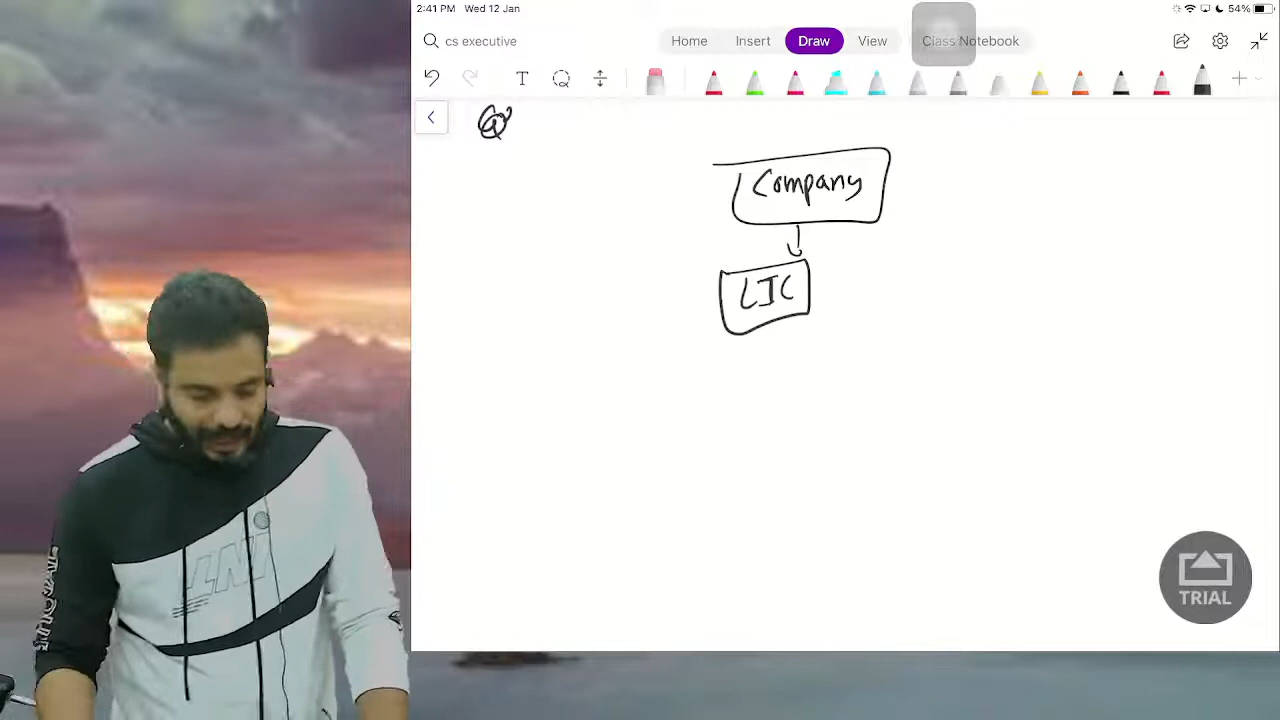 2:41 PM Wed 12 Jan
54%
cs executive
Home Insert Draw View Class Notebook
T
Company
LIC
TRIAL